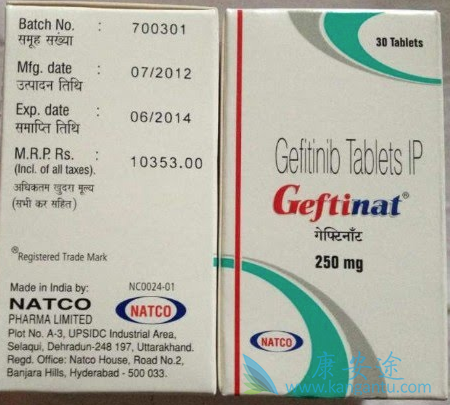 Batch No. : 700301
समूह संख्या
Mfg. date : 07/2012
उत्पादन तिथि
Exp. date : 06/2014
समाप्ति तिथि
M.R.P. Rs. : 10353.00
(Incl. of all taxes).
अधिकतम खुदरा मूल्य
(सभी कर सहित)
®Registered Trade Mark
Made in India by: NC0024-01
NATCO
PHARMA LIMITED
NATCO
Plot No. A-3, UPSIDC Industrial Area,
Selaqui, Dehradun-248 197, Uttarakhand.
Regd. Office: Natco House, Road No.2,
Banjara Hills, Hyderabad - 500 033.
30 Tablets
Gefitinib Tablets IP
Geftinat®
गेफ्टिनॉट
250 mg
NATCO
康安途
www.kangantu.com